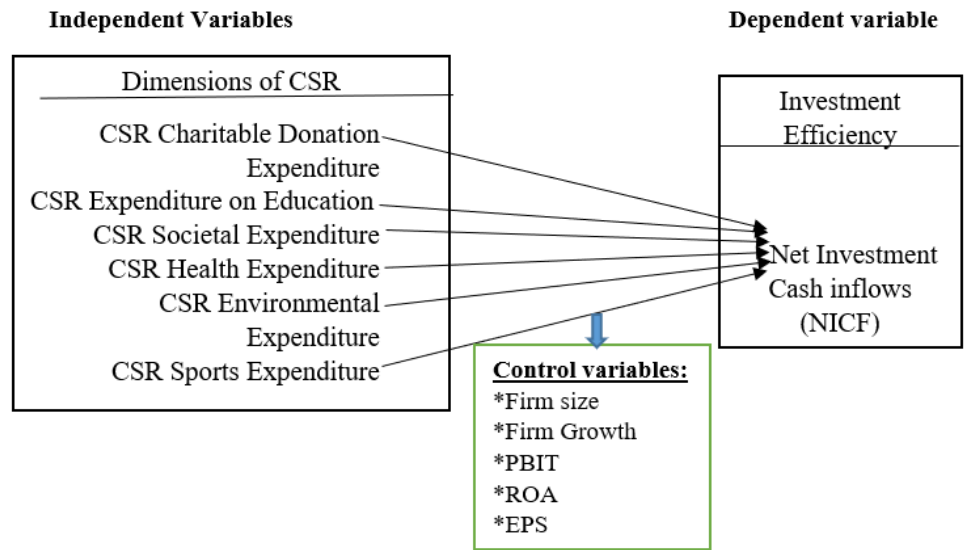 Independent Variables
Dependent variable
Dimensions of CSR
CSR Charitable Donation
Expenditure
CSR Expenditure on Education
CSR Societal Expenditure
CSR Health Expenditure
CSR Environmental
Expenditure
CSR Sports Expenditure
Investment
Efficiency
Net Investment
Cash inflows
(NICF)
Control variables:
*Firm size
*Firm Growth
*PBIT
*ROA
*EPS